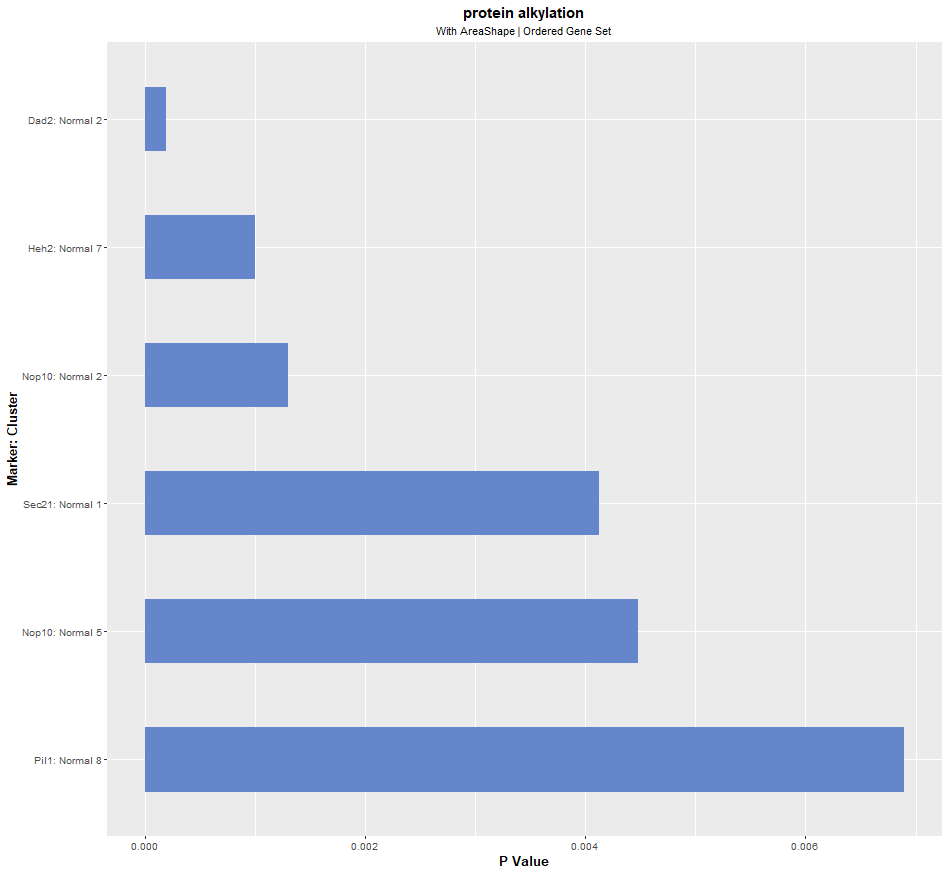 protein alkylation
With AreaShape | Ordered Gene Set
Marker: Cluster
Dad2: Normal 2
Heh2: Normal 7
Nop10: Normal 2
Sec21: Normal 1
Nop10: Normal 5
Pil1: Normal 8
0.000 0.002 0.004 0.006
P Value